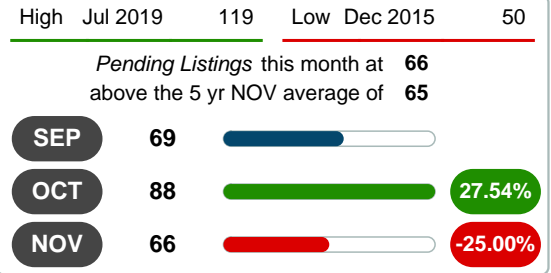 High Jul 2019 119 Low Dec 2015 50
Pending Listings this month at 66
above the 5 yr NOV average of 65
SEP 69
OCT 88 27.54%
NOV 66 -25.00%